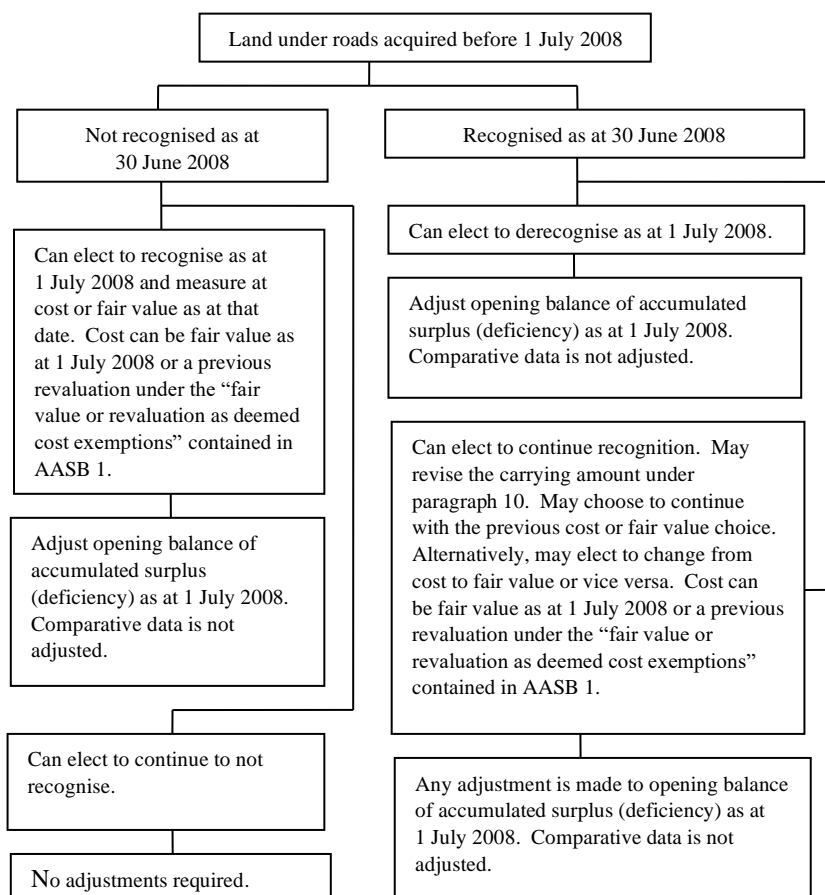 Land under roads acquired before 1 July 2008
Not recognised as at
30 June 2008
Can elect to recognise as at
1 July 2008 and measure at
cost or fair value as at that
date. Cost can be fair value as
at 1 July 2008 or a previous
revaluation under the “fair
value or revaluation as deemed
cost exemptions” contained in
AASB 1.
Adjust opening balance of
accumulated surplus
(deficiency) as at 1 July 2008.
Comparative data is not
adjusted.
Can elect to continue to not
recognise.
No adjustments required.
Recognised as at 30 June 2008
Can elect to derecognise as at 1 July 2008.
Adjust opening balance of accumulated
surplus (deficiency) as at 1 July 2008.
Comparative data is not adjusted.
Can elect to continue recognition. May
revise the carrying amount under
paragraph 10. May choose to continue
with the previous cost or fair value choice.
Alternatively, may elect to change from
cost to fair value or vice versa. Cost can
be fair value as at 1 July 2008 or a previous
revaluation under the “fair value or
revaluation as deemed cost exemptions”
contained in AASB 1.
Any adjustment is made to opening balance
of accumulated surplus (deficiency) as at
1 July 2008. Comparative data is not
adjusted.